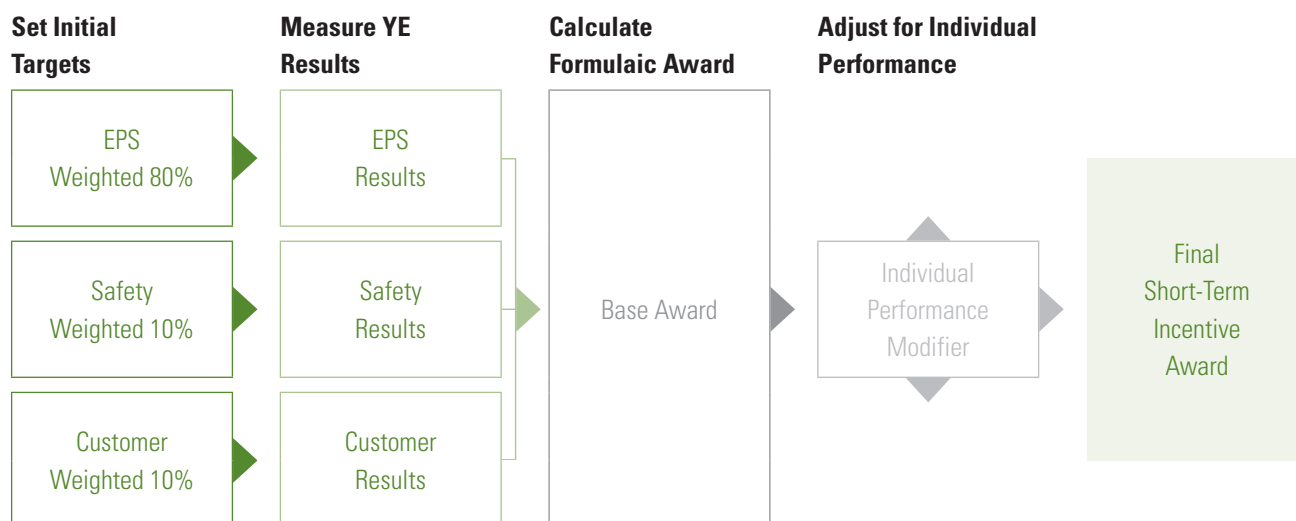 Set Initial
Targets
Measure YE
Results
Calculate
Formulaic Award
Adjust for Individual
Performance
EPS
Weighted 80%
EPS
Results
Safety
Weighted 10%
Safety
Results
Customer
Weighted 10%
Customer
Results
Base Award
Individual
Performance
Modifier
Final
Short-Term
Incentive
Award